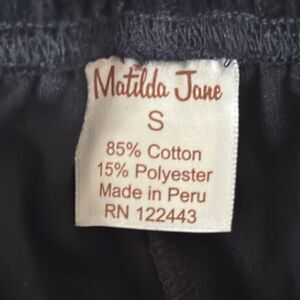 Matilda Jane
S
85% Cotton
15% Polyester
Made in Peru
RN 122443